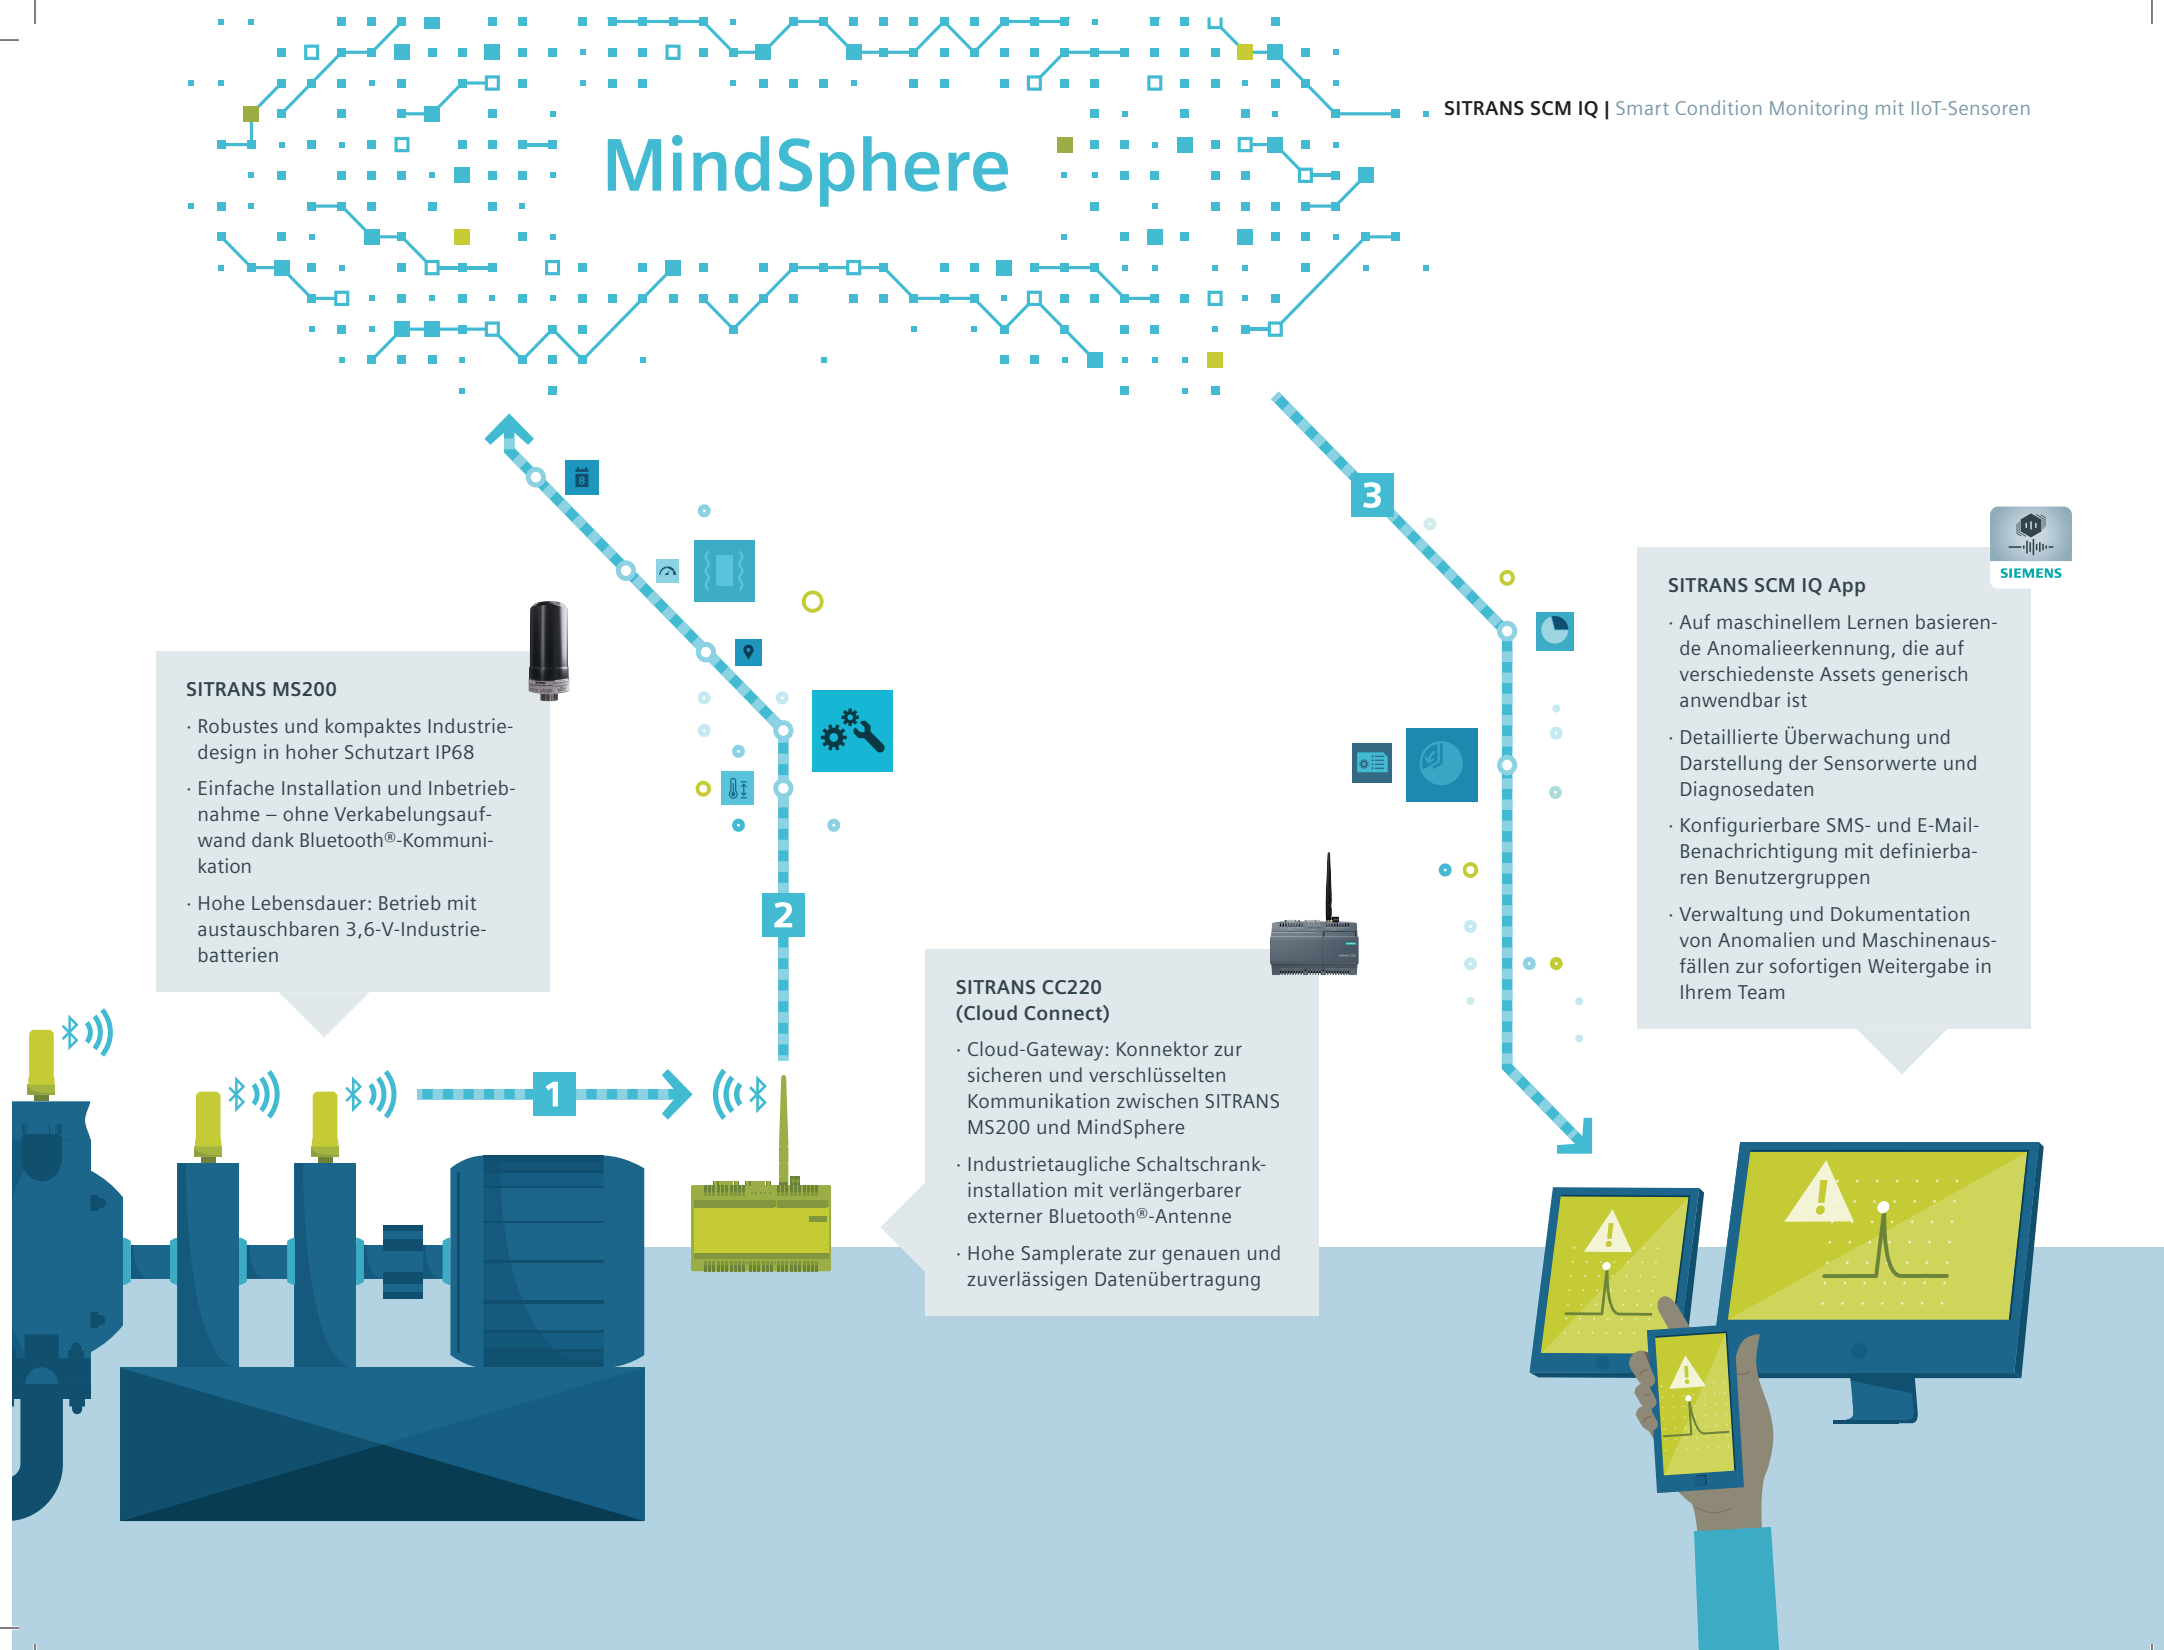 SITRANS SCM IQ | Smart Condition Monitoring mit IIoT-Sensoren
MindSphere
8
3
SIEMENS
SITRANS SCM IQ App
· Auf maschinellem Lernen basieren-
de Anomalieerkennung, die auf
verschiedenste Assets generisch
anwendbar ist
· Detaillierte Überwachung und
Darstellung der Sensorwerte und
Diagnosedaten
· Konfigurierbare SMS- und E-Mail-
Benachrichtigung mit definierba-
ren Benutzergruppen
· Verwaltung und Dokumentation
von Anomalien und Maschinenaus-
fällen zur sofortigen Weitergabe in
Ihrem Team
SITRANS MS200
· Robustes und kompaktes Industrie-
design in hoher Schutzart IP68
· Einfache Installation und Inbetrieb-
nahme – ohne Verkabelungsauf-
wand dank Bluetooth®-Kommuni-
kation
· Hohe Lebensdauer: Betrieb mit
austauschbaren 3,6-V-Industrie-
batterien
2
SITRANS CC220
(Cloud Connect)
· Cloud-Gateway: Konnektor zur
sicheren und verschlüsselten
Kommunikation zwischen SITRANS
MS200 und MindSphere
· Industrietaugliche Schaltschrank-
installation mit verlängerbarer
externer Bluetooth®-Antenne
· Hohe Samplerate zur genauen und
zuverlässigen Datenübertragung
1